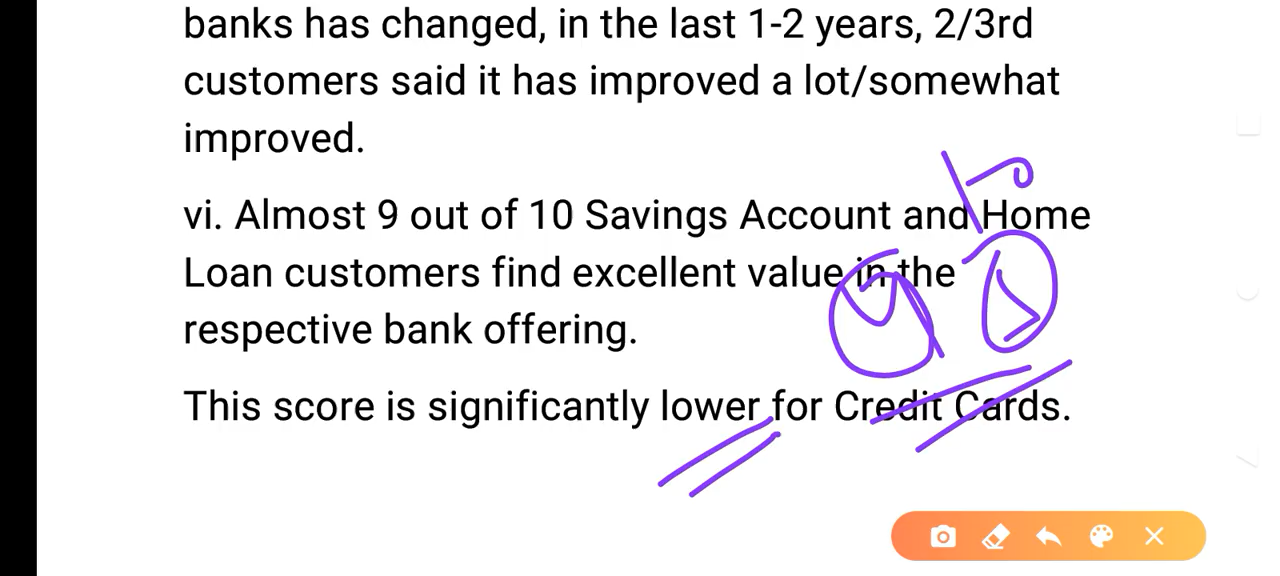 banks has changed, in the last 1-2 years, 2/3rd
customers said it has improved a lot/somewhat
improved.
vi. Almost 9 out of 10 Savings Account and Home
Loan customers find excellent value in the
respective bank offering.
This score is significantly lower for Credit Cards.